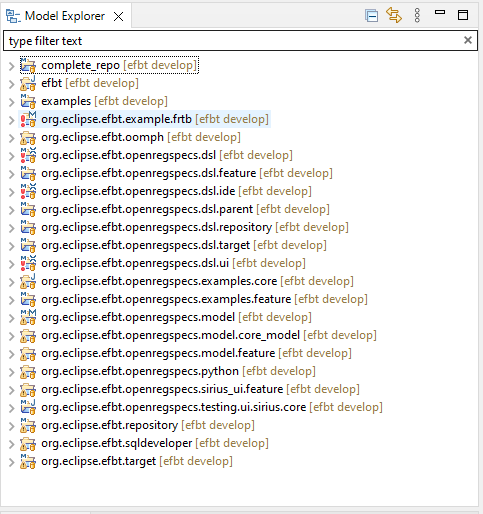 Model Explorer
type filter text
complete_repo [efbt develop]
efbt [efbt develop]
examples [efbt develop]
org.eclipse.efbt.example.frtb [efbt develop]
org.eclipse.efbt.oomph [efbt develop]
org.eclipse.efbt.openregspecs.dsl [efbt develop]
org.eclipse.efbt.openregspecs.dsl.feature [efbt develop]
org.eclipse.efbt.openregspecs.dsl.ide [efbt develop]
org.eclipse.efbt.openregspecs.dsl.parent [efbt develop]
org.eclipse.efbt.openregspecs.dsl.repository [efbt develop]
org.eclipse.efbt.openregspecs.dsl.target [efbt develop]
org.eclipse.efbt.openregspecs.dsl.ui [efbt develop]
org.eclipse.efbt.openregspecs.examples.core [efbt develop]
org.eclipse.efbt.openregspecs.examples.feature [efbt develop]
org.eclipse.efbt.openregspecs.model [efbt develop]
org.eclipse.efbt.openregspecs.model.core_model [efbt develop]
org.eclipse.efbt.openregspecs.model.feature [efbt develop]
org.eclipse.efbt.openregspecs.python [efbt develop]
org.eclipse.efbt.openregspecs.sirius_ui.feature [efbt develop]
org.eclipse.efbt.openregspecs.testing.ui.sirius.core [efbt develop]
org.eclipse.efbt.repository [efbt develop]
org.eclipse.efbt.sqldeveloper [efbt develop]
org.eclipse.efbt.target [efbt develop]